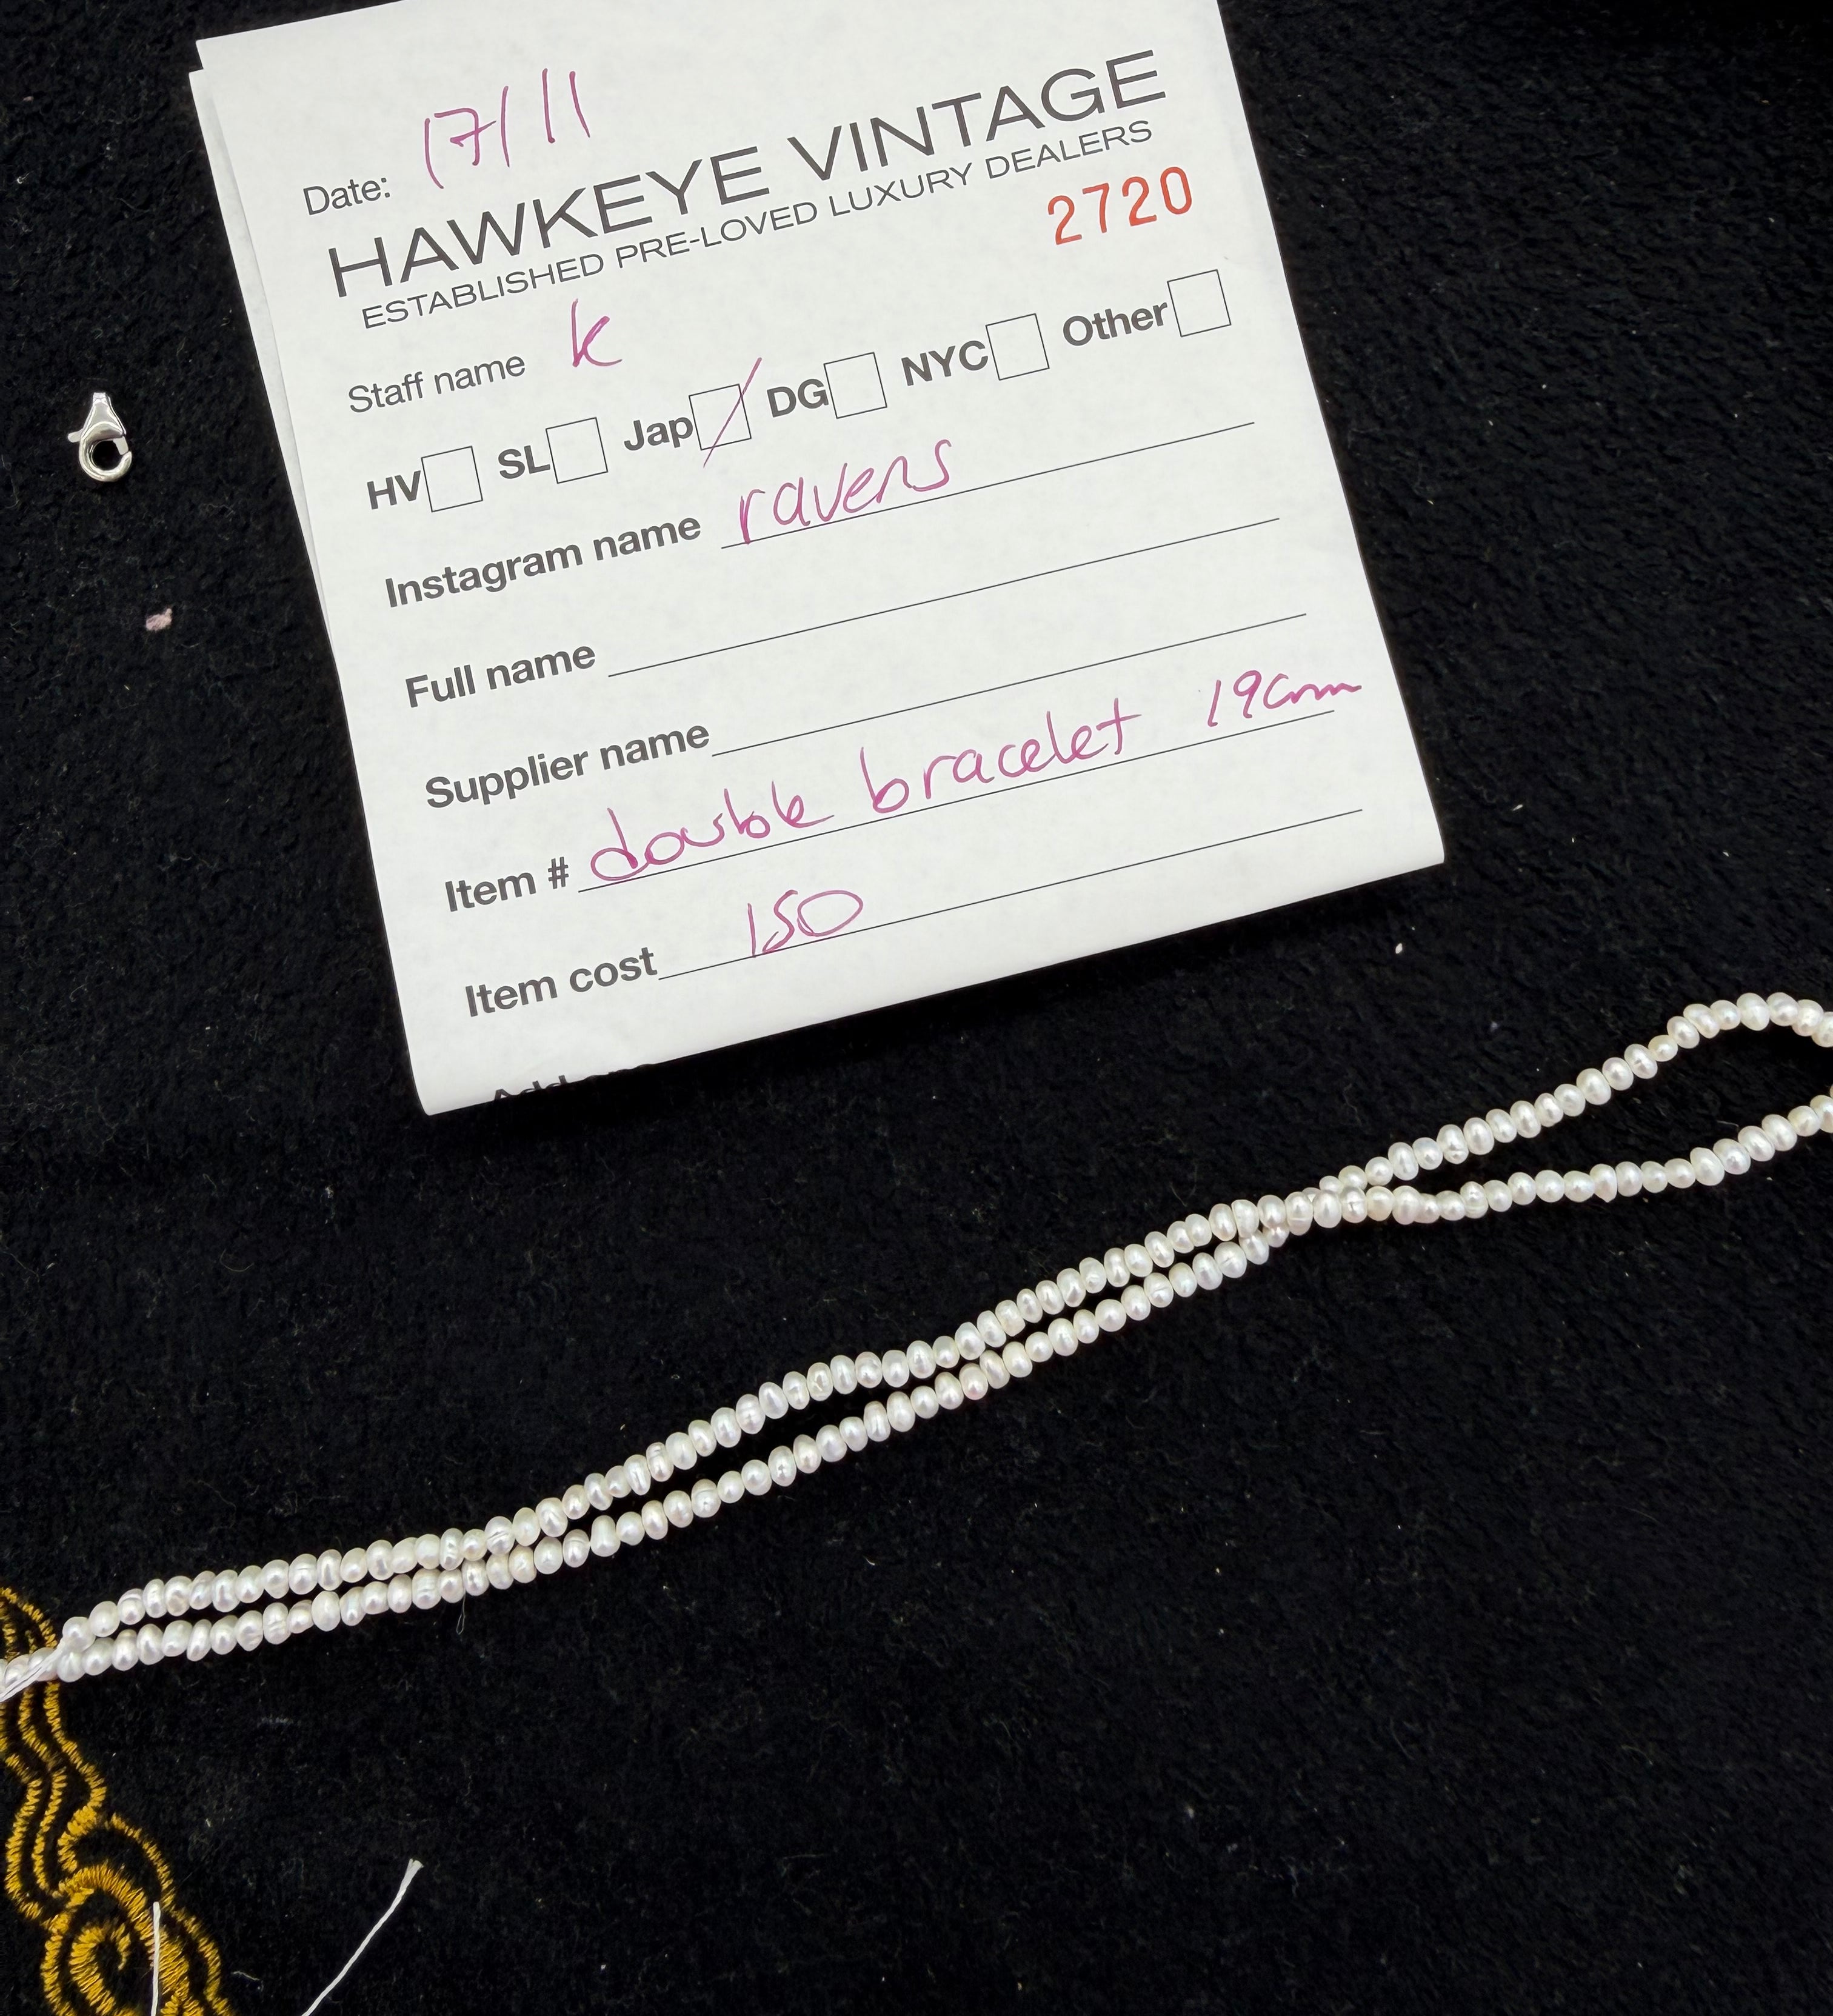 Date: 17/11
HAWKEYE VINTAGE
ESTABLISHED PRE-LOVED LUXURY DEALERS
2720
Staff name k
HV SL Jap DG NYC Other
Instagram name ravens
Full name
Supplier name
Item # double bracelet 19cm
Item cost 150